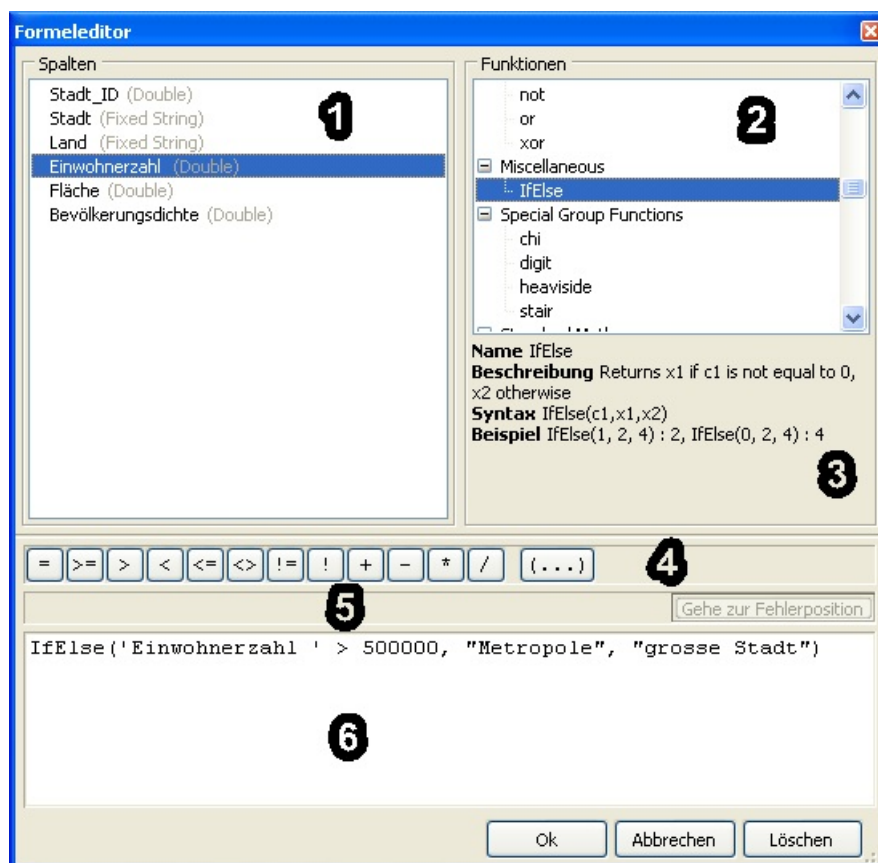 Formeleditor
Spalten
Stadt_ID (Double)
Stadt (Fixed String)
Land (Fixed String)
Einwohnerzahl (Double)
Fläche (Double)
Bevölkerungsdichte (Double)
1
Funktionen
not
or
xor
Miscellaneous
IfElse
Special Group Functions
chi
digit
heaviside
stair
2
Name IfElse
Beschreibung Returns x1 if c1 is not equal to 0,
x2 otherwise
Syntax IfElse(c1,x1,x2)
Beispiel IfElse(1, 2, 4) : 2, IfElse(0, 2, 4) : 4
3
= >= > < <= <> != ! + - * / (...)
4
5
Gehe zur Fehlerposition
IfElse('Einwohnerzahl ' > 500000, "Metropole", "grosse Stadt")
6
Ok Abbrechen Löschen